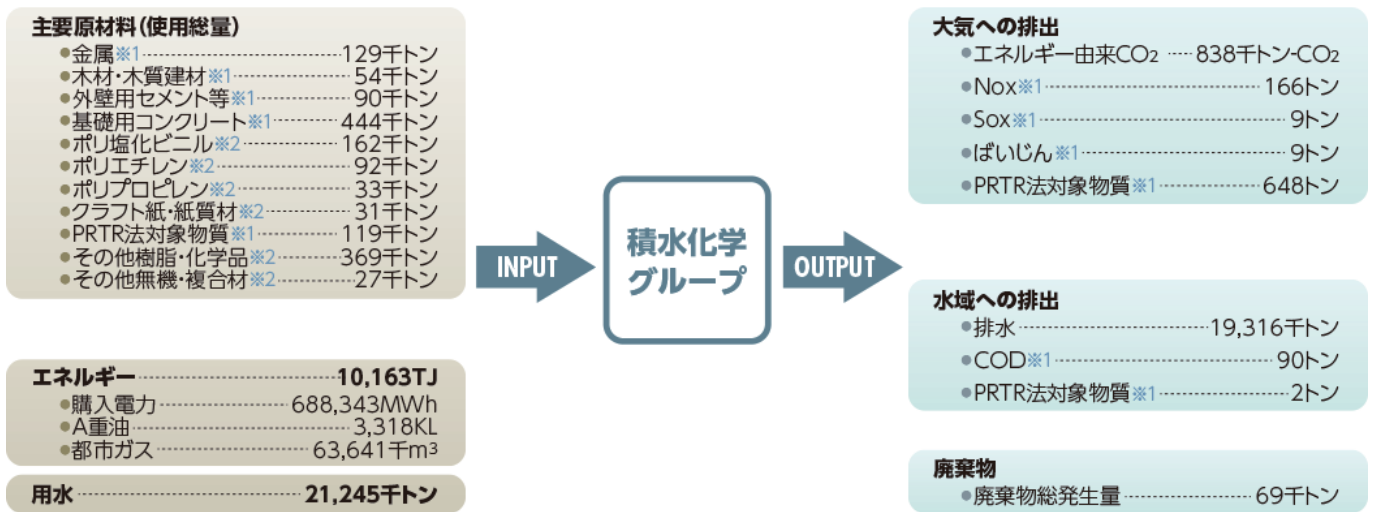 主要原材料(使用総量)
●金属※1 129千トン
●木材・木質建材※1 54千トン
●外壁用セメント等※1 90千トン
●基礎用コンクリート※1 444千トン
●ポリ塩化ビニル※2 162千トン
●ポリエチレン※2 92千トン
●ポリプロピレン※2 33千トン
●クラフト紙・紙質材※2 31千トン
●PRTR法対象物質※1 119千トン
●その他樹脂・化学品※2 369千トン
●その他無機・複合材※2 27千トン
エネルギー 10,163TJ
●購入電力 688,343MWh
●A重油 3,318KL
●都市ガス 63,641千m3
用水 21,245千トン
INPUT
積水化学
グループ
OUTPUT
大気への排出
●エネルギー由来CO2 838千トン-CO2
●Nox※1 166トン
●Sox※1 9トン
●ばいじん※1 9トン
●PRTR法対象物質※1 648トン
水域への排出
●排水 19,316千トン
●COD※1 90トン
●PRTR法対象物質※1 2トン
廃棄物
●廃棄物総発生量 69千トン